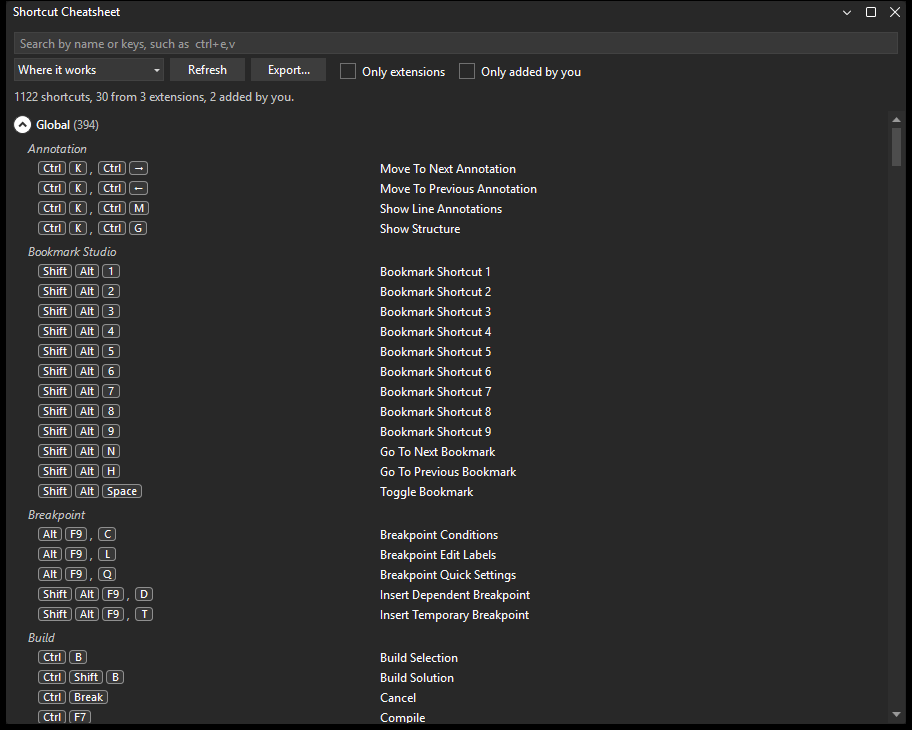 Shortcut Cheatsheet
Search by name or keys, such as ctrl+e,v
Where it works Refresh Export... Only extensions Only added by you
1122 shortcuts, 30 from 3 extensions, 2 added by you.
Global (394)
Annotation
Ctrl K , Ctrl → Move To Next Annotation
Ctrl K , Ctrl ← Move To Previous Annotation
Ctrl K , Ctrl M Show Line Annotations
Ctrl K , Ctrl G Show Structure
Bookmark Studio
Shift Alt 1 Bookmark Shortcut 1
Shift Alt 2 Bookmark Shortcut 2
Shift Alt 3 Bookmark Shortcut 3
Shift Alt 4 Bookmark Shortcut 4
Shift Alt 5 Bookmark Shortcut 5
Shift Alt 6 Bookmark Shortcut 6
Shift Alt 7 Bookmark Shortcut 7
Shift Alt 8 Bookmark Shortcut 8
Shift Alt 9 Bookmark Shortcut 9
Shift Alt N Go To Next Bookmark
Shift Alt H Go To Previous Bookmark
Shift Alt Space Toggle Bookmark
Breakpoint
Alt F9 , C Breakpoint Conditions
Alt F9 , L Breakpoint Edit Labels
Alt F9 , Q Breakpoint Quick Settings
Shift Alt F9 , D Insert Dependent Breakpoint
Shift Alt F9 , T Insert Temporary Breakpoint
Build
Ctrl B Build Selection
Ctrl Shift B Build Solution
Ctrl Break Cancel
Ctrl F7 Compile